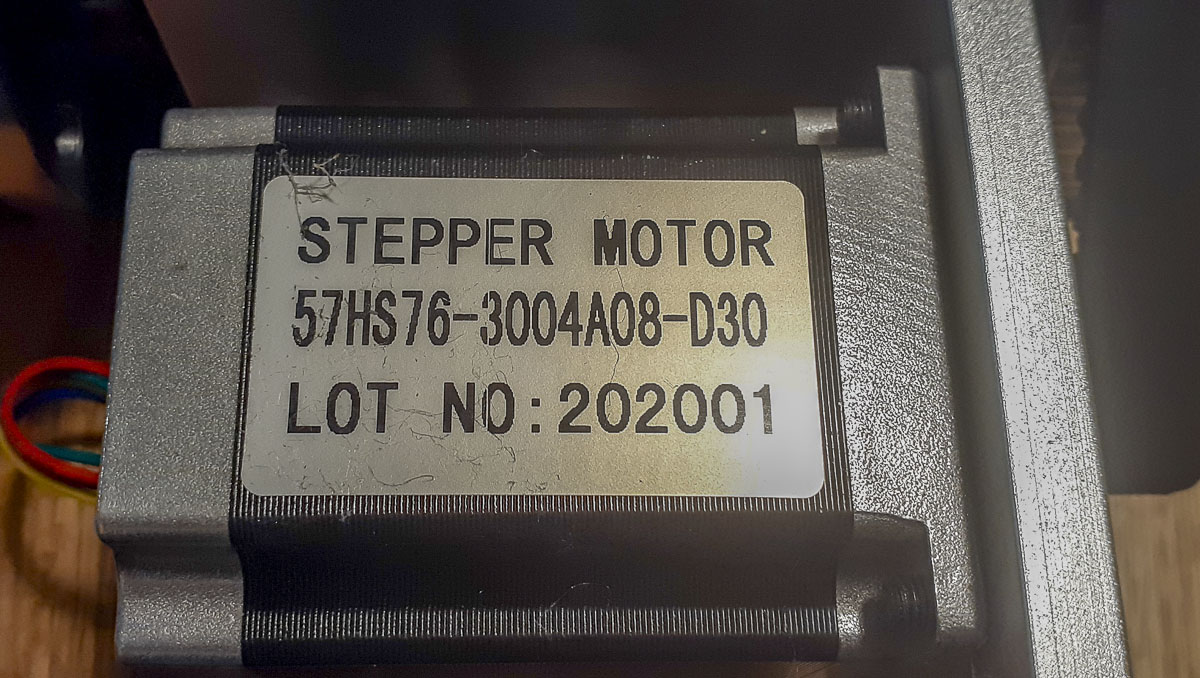 STEPPER MOTOR
57HS76-3004A08-D30
LOT NO:202001